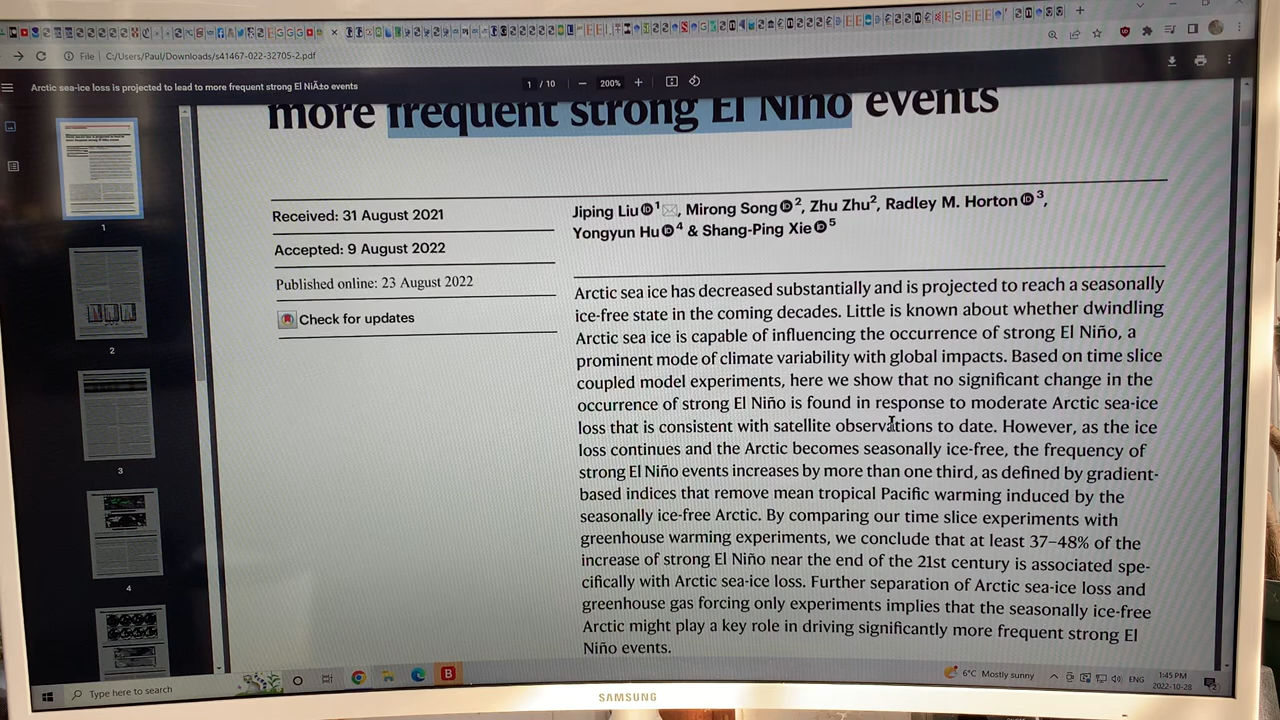 File | C:/Users/Paul/Downloads/s41467-022-32705-2.pdf
Arctic sea-ice loss is projected to lead to more frequent strong El NiÃ±o events
1 / 10
200%
more frequent strong El Niño events
Received: 31 August 2021
Accepted: 9 August 2022
Published online: 23 August 2022
Check for updates
Jiping Liu 1, Mirong Song 2, Zhu Zhu2, Radley M. Horton 3,
Yongyun Hu 4 & Shang-Ping Xie 5
Arctic sea ice has decreased substantially and is projected to reach a seasonally
ice-free state in the coming decades. Little is known about whether dwindling
Arctic sea ice is capable of influencing the occurrence of strong El Niño, a
prominent mode of climate variability with global impacts. Based on time slice
coupled model experiments, here we show that no significant change in the
occurrence of strong El Niño is found in response to moderate Arctic sea-ice
loss that is consistent with satellite observations to date. However, as the ice
loss continues and the Arctic becomes seasonally ice-free, the frequency of
strong El Niño events increases by more than one third, as defined by gradient-
based indices that remove mean tropical Pacific warming induced by the
seasonally ice-free Arctic. By comparing our time slice experiments with
greenhouse warming experiments, we conclude that at least 37–48% of the
increase of strong El Niño near the end of the 21st century is associated spe-
cifically with Arctic sea-ice loss. Further separation of Arctic sea-ice loss and
greenhouse gas forcing only experiments implies that the seasonally ice-free
Arctic might play a key role in driving significantly more frequent strong El
Niño events.
1
2
3
4
Type here to search
B
6°C Mostly sunny
ENG
1:45 PM
2022-10-28
SAMSUNG